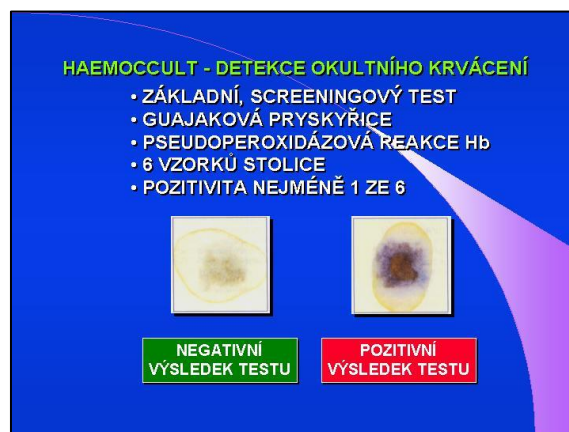 HAEMOCCULT - DETEKCE OKULTNÍHO KRVÁCENÍ
• ZÁKLADNÍ, SCREENINGOVÝ TEST
• GUAJAKOVÁ PRYSKYŘICE
• PSEUDOPEROXIDÁZOVÁ REAKCE Hb
• 6 VZORKŮ STOLICE
• POZITIVITA NEJMÉNĚ 1 ZE 6
NEGATIVNÍ
VÝSLEDEK TESTU
POZITIVNÍ
VÝSLEDEK TESTU